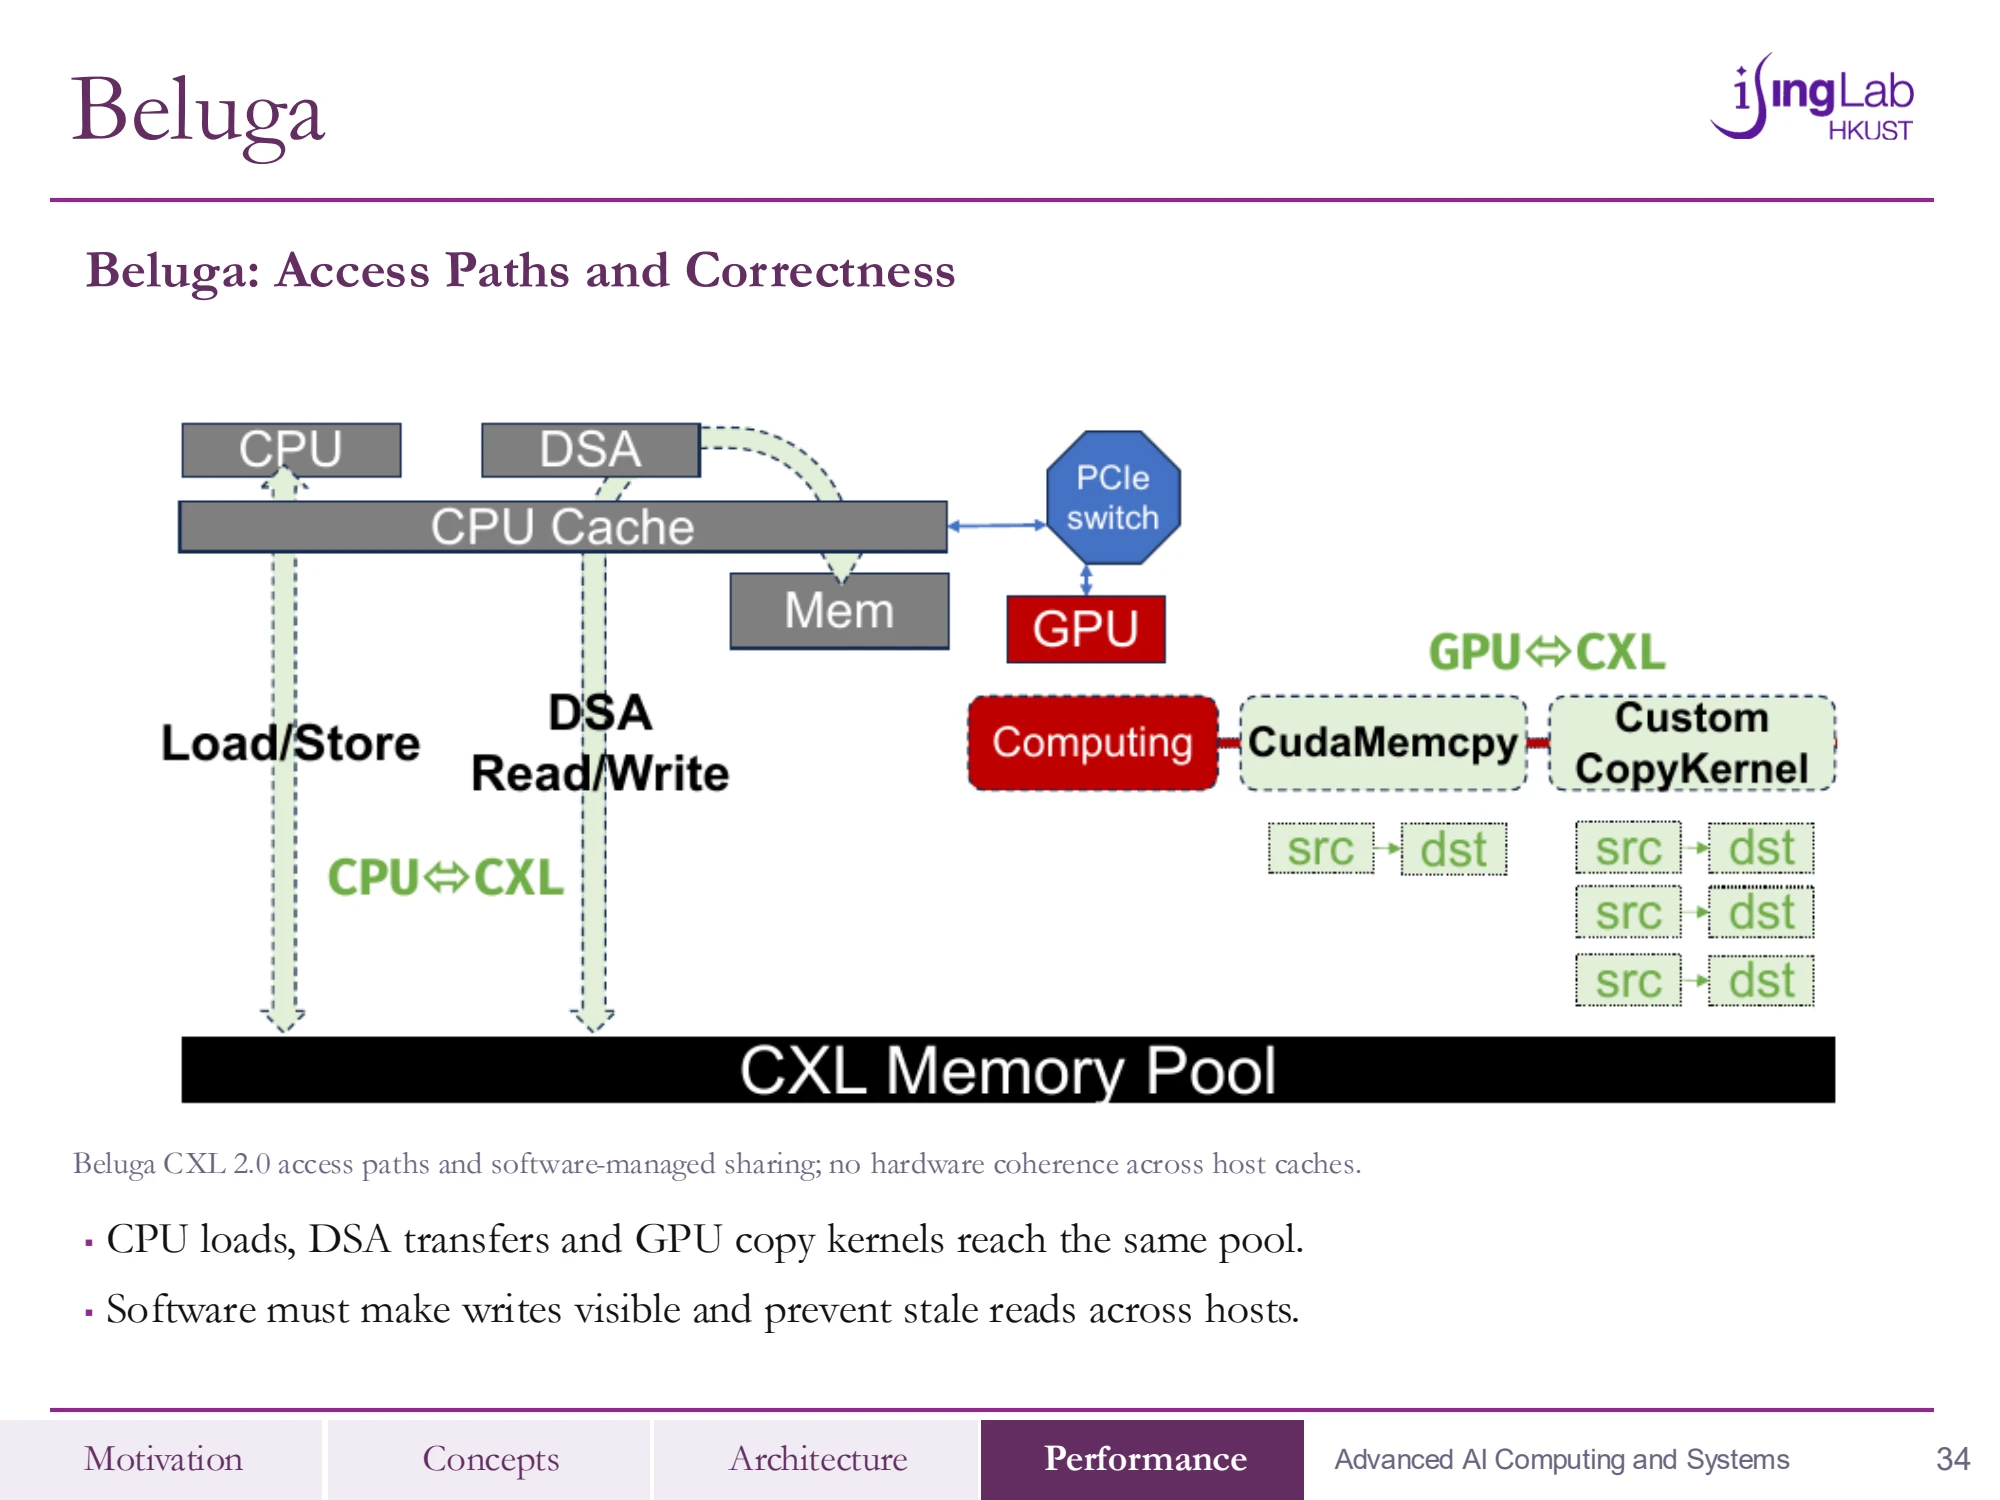 Beluga
isingLab
HKUST
Beluga: Access Paths and Correctness
CPU
DSA
CPU Cache
PCIe
switch
Mem
GPU
GPU⇔CXL
Load/Store
DSA
Read/Write
Computing
CudaMemcpy
Custom
CopyKernel
CPU⇔CXL
src
dst
src
dst
src
dst
src
dst
CXL Memory Pool
Beluga CXL 2.0 access paths and software-managed sharing; no hardware coherence across host caches.
▪ CPU loads, DSA transfers and GPU copy kernels reach the same pool.
▪ Software must make writes visible and prevent stale reads across hosts.
Motivation
Concepts
Architecture
Performance
Advanced AI Computing and Systems
34